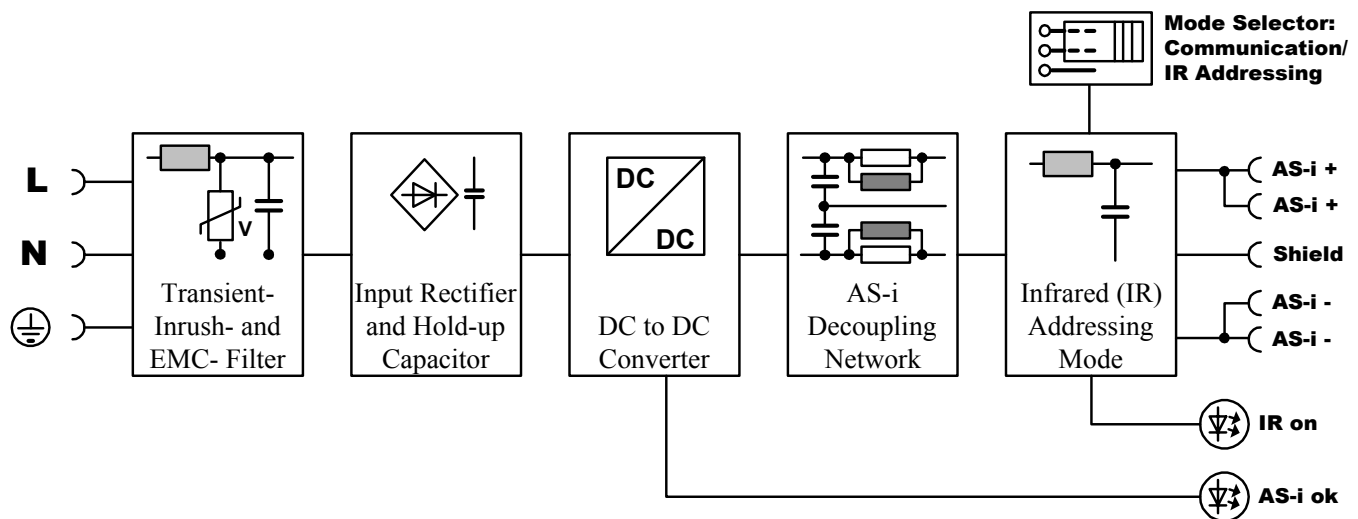 Mode Selector:
Communication/
IR Addressing
L
N
V
Transient-
Inrush- and
EMC- Filter
Input Rectifier
and Hold-up
Capacitor
DC
DC
DC to DC
Converter
AS-i
Decoupling
Network
Infrared (IR)
Addressing
Mode
AS-i +
AS-i +
Shield
AS-i -
AS-i -
IR on
AS-i ok